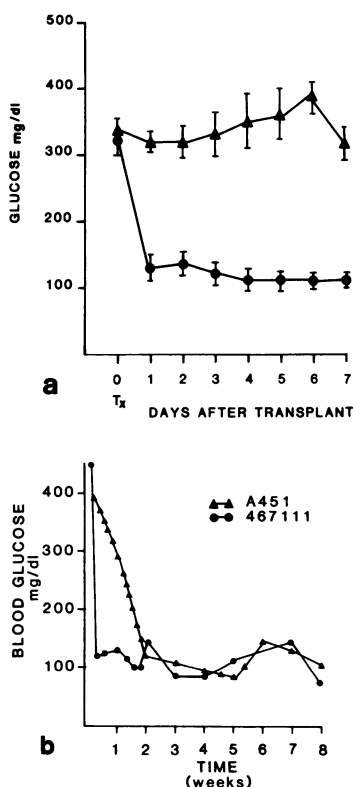 500
400
300
200
100
GLUCOSE mg/dl
0 1 2 3 4 5 6 7
Tx
DAYS AFTER TRANSPLANT
a
400
300
200
100
BLOOD GLUCOSE
mg/dl
A451
467111
1 2 3 4 5 6 7 8
TIME
(weeks)
b